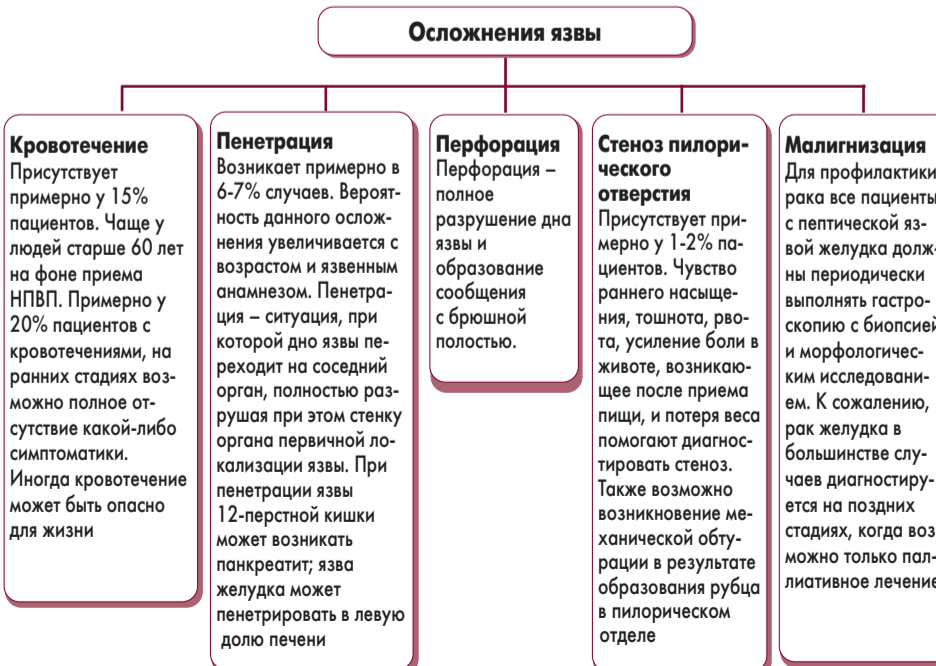 Осложнения язвы
Кровотечение
Присутствует
примерно у 15%
пациентов. Чаще у
людей старше 60 лет
на фоне приема
НПВП. Примерно у
20% пациентов с
кровотечениями, на
ранних стадиях воз-
можно полное от-
сутствие какой-либо
симптоматики.
Иногда кровотечение
может быть опасно
для жизни
Пенетрация
Возникает примерно в
6-7% случаев. Вероят-
ность данного ослож-
нения увеличивается с
возрастом и язвенным
анамнезом. Пенетра-
ция – ситуация, при
которой дно язвы пе-
реходит на соседний
орган, полностью раз-
рушая при этом стенку
органа первичной ло-
кализации язвы. При
пенетрации язвы
12-перстной кишки
может возникать
панкреатит; язва
желудка может
пенетрировать в левую
долю печени
Перфорация
Перфорация –
полное
разрушение дна
язвы и
образование
сообщения
с брюшной
полостью.
Стеноз пилори-
ческого
отверстия
Присутствует при-
мерно у 1-2% па-
циентов. Чувство
раннего насыще-
ния, тошнота, рво-
та, усиление боли в
животе, возникаю-
щее после приема
пищи, и потеря веса
помогают диагнос-
тировать стеноз.
Также возможно
возникновение ме-
ханической обту-
рации в результате
образования рубца
в пилорическом
отделе
Малигнизация
Для профилактики
рака все пациенты
с пептической яз-
вой желудка долж-
ны периодически
выполнять гастро-
скопию с биопсией
и морфологичес-
ким исследовани-
ем. К сожалению,
рак желудка в
большинстве слу-
чаев диагностиру-
ется на поздних
стадиях, когда воз
можно только пал-
лиативное лечение